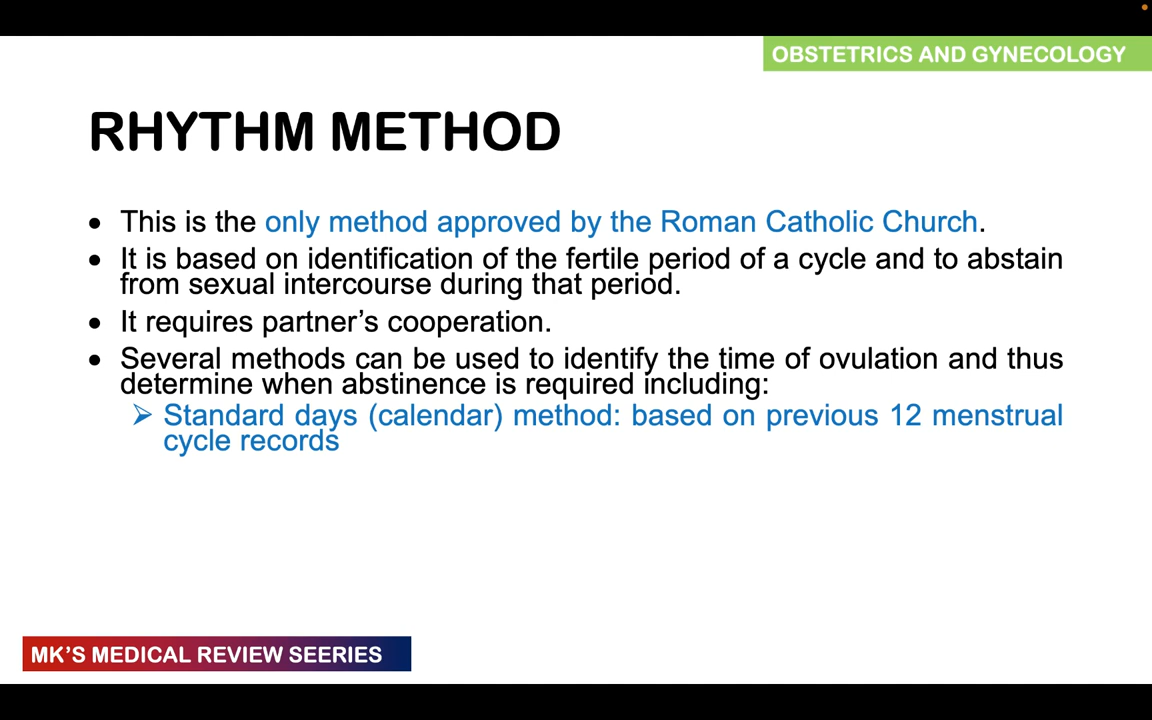 OBSTETRICS AND GYNECOLOGY
RHYTHM METHOD
• This is the only method approved by the Roman Catholic Church.
• It is based on identification of the fertile period of a cycle and to abstain
from sexual intercourse during that period.
• It requires partner’s cooperation.
• Several methods can be used to identify the time of ovulation and thus
determine when abstinence is required including:
➢ Standard days (calendar) method: based on previous 12 menstrual
cycle records
MK’S MEDICAL REVIEW SEERIES